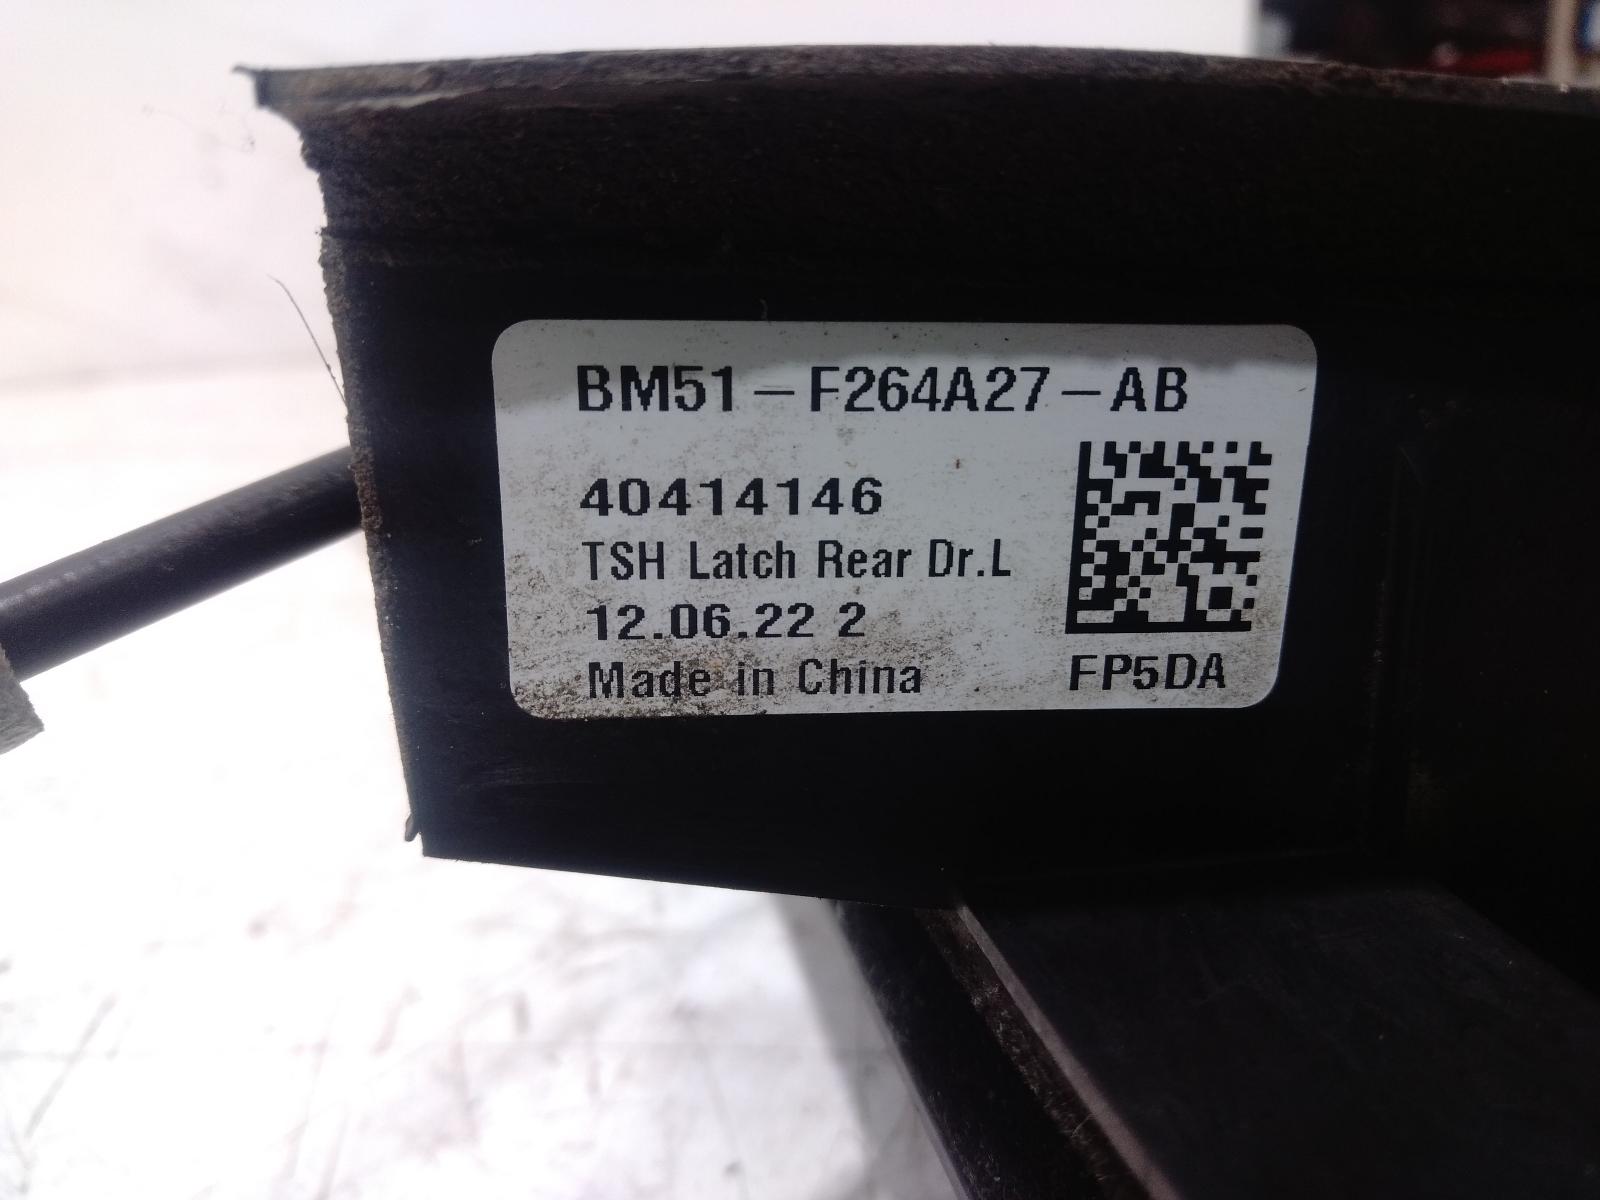 BM51-F264A27-AB
40414146
TSH Latch Rear Dr.L
12.06.22 2
Made in China
FP5DA